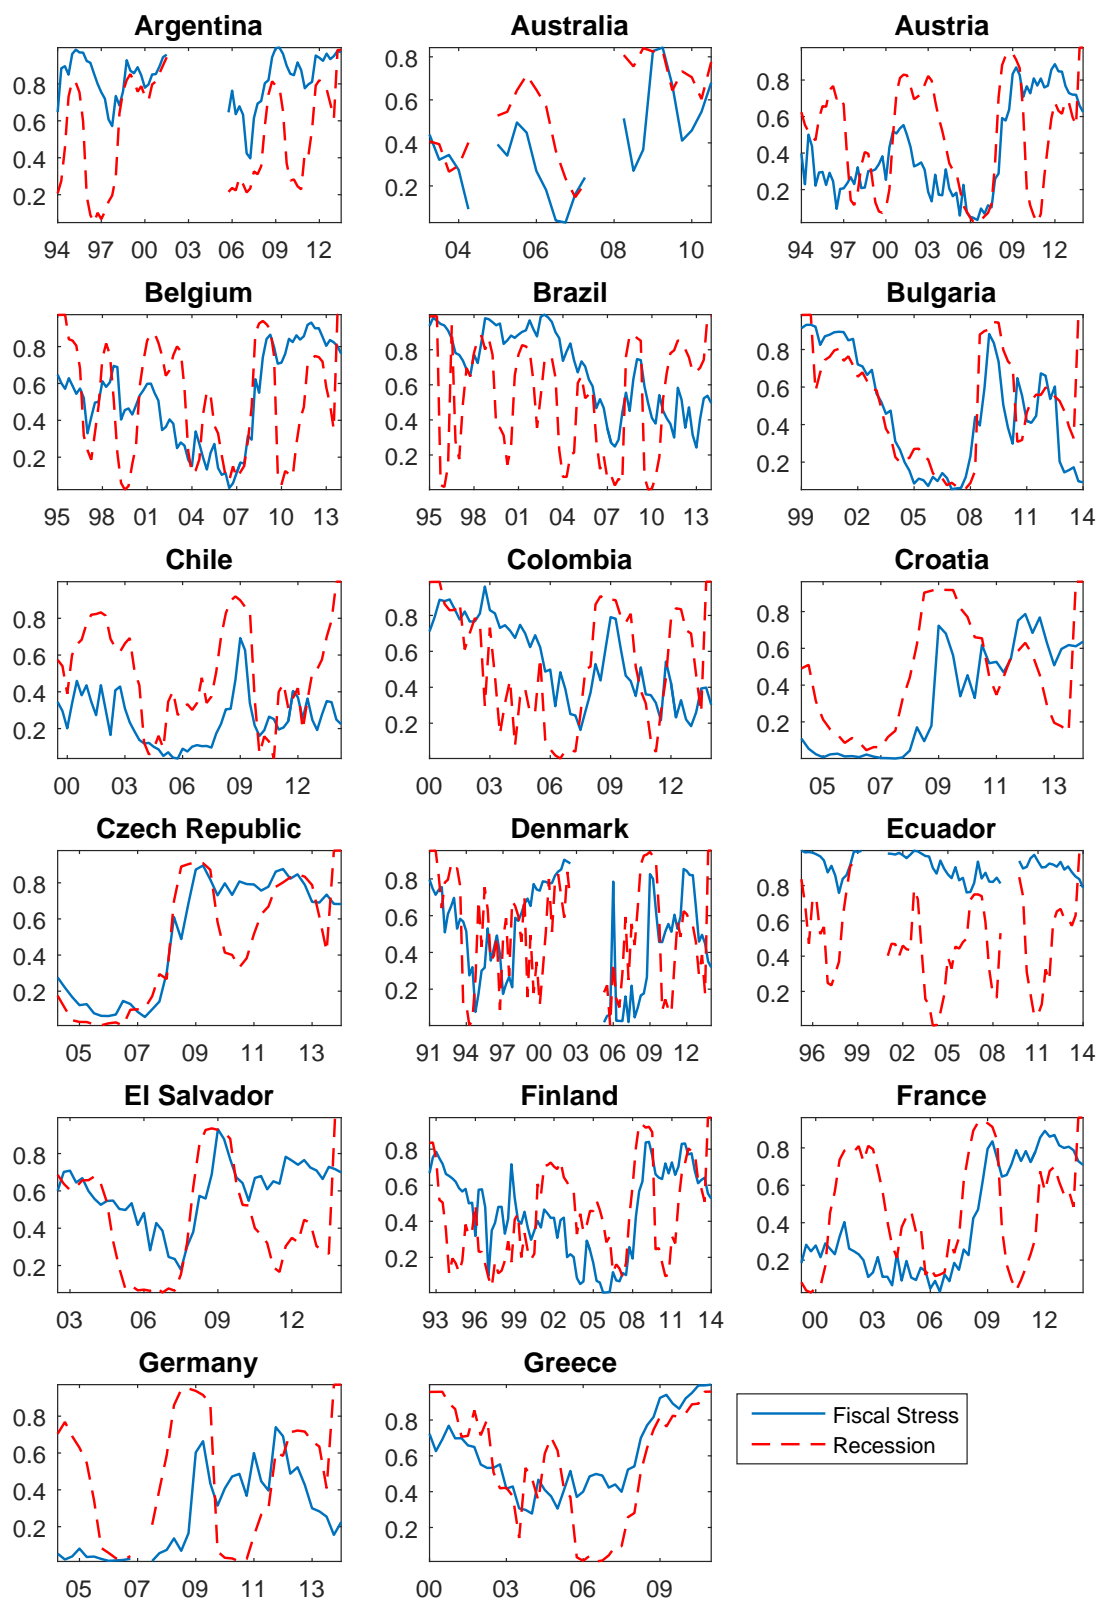 Argentina
0.8
0.6
0.4
0.2
94 97 00 03 06 09 12
Australia
0.8
0.6
0.4
0.2
04 06 08 10
Austria
0.8
0.6
0.4
0.2
94 97 00 03 06 09 12
Belgium
0.8
0.6
0.4
0.2
95 98 01 04 07 10 13
Brazil
0.8
0.6
0.4
0.2
95 98 01 04 07 10 13
Bulgaria
0.8
0.6
0.4
0.2
99 02 05 08 11 14
Chile
0.8
0.6
0.4
0.2
00 03 06 09 12
Colombia
0.8
0.6
0.4
0.2
00 03 06 09 12
Croatia
0.8
0.6
0.4
0.2
05 07 09 11 13
Czech Republic
0.8
0.6
0.4
0.2
05 07 09 11 13
Denmark
0.8
0.6
0.4
0.2
91 94 97 00 03 06 09 12
Ecuador
0.8
0.6
0.4
0.2
96 99 02 05 08 11 14
El Salvador
0.8
0.6
0.4
0.2
03 06 09 12
Finland
0.8
0.6
0.4
0.2
93 96 99 02 05 08 11 14
France
0.8
0.6
0.4
0.2
00 03 06 09 12
Germany
0.8
0.6
0.4
0.2
05 07 09 11 13
Greece
0.8
0.6
0.4
0.2
00 03 06 09
Fiscal Stress
Recession